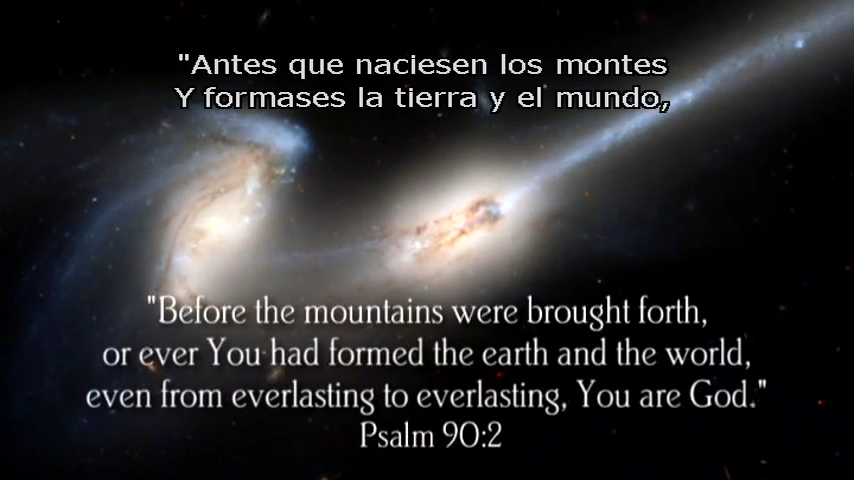 "Antes que naciesen los montes
Y formases la tierra y el mundo,
"Before the mountains were brought forth,
or ever You had formed the earth and the world,
even from everlasting to everlasting, You are God."
Psalm 90:2